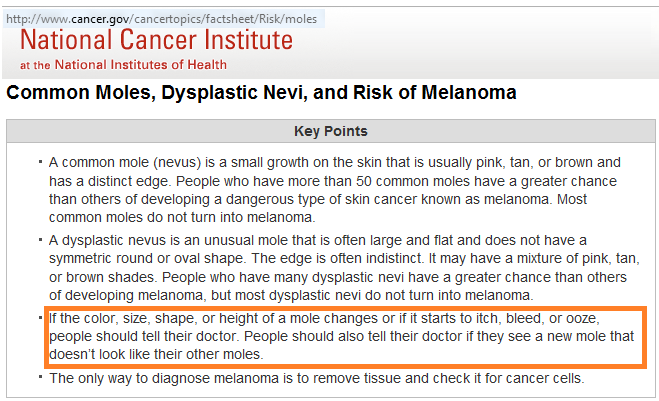 http://www.cancer.gov/cancertopics/factsheet/Risk/moles
National Cancer Institute
at the National Institutes of Health
Common Moles, Dysplastic Nevi, and Risk of Melanoma
Key Points
▪ A common mole (nevus) is a small growth on the skin that is usually pink, tan, or brown and
has a distinct edge. People who have more than 50 common moles have a greater chance
than others of developing a dangerous type of skin cancer known as melanoma. Most
common moles do not turn into melanoma.
▪ A dysplastic nevus is an unusual mole that is often large and flat and does not have a
symmetric round or oval shape. The edge is often indistinct. It may have a mixture of pink, tan,
or brown shades. People who have many dysplastic nevi have a greater chance than others
of developing melanoma, but most dysplastic nevi do not turn into melanoma.
▪ If the color, size, shape, or height of a mole changes or if it starts to itch, bleed, or ooze,
people should tell their doctor. People should also tell their doctor if they see a new mole that
doesn't look like their other moles.
▪ The only way to diagnose melanoma is to remove tissue and check it for cancer cells.